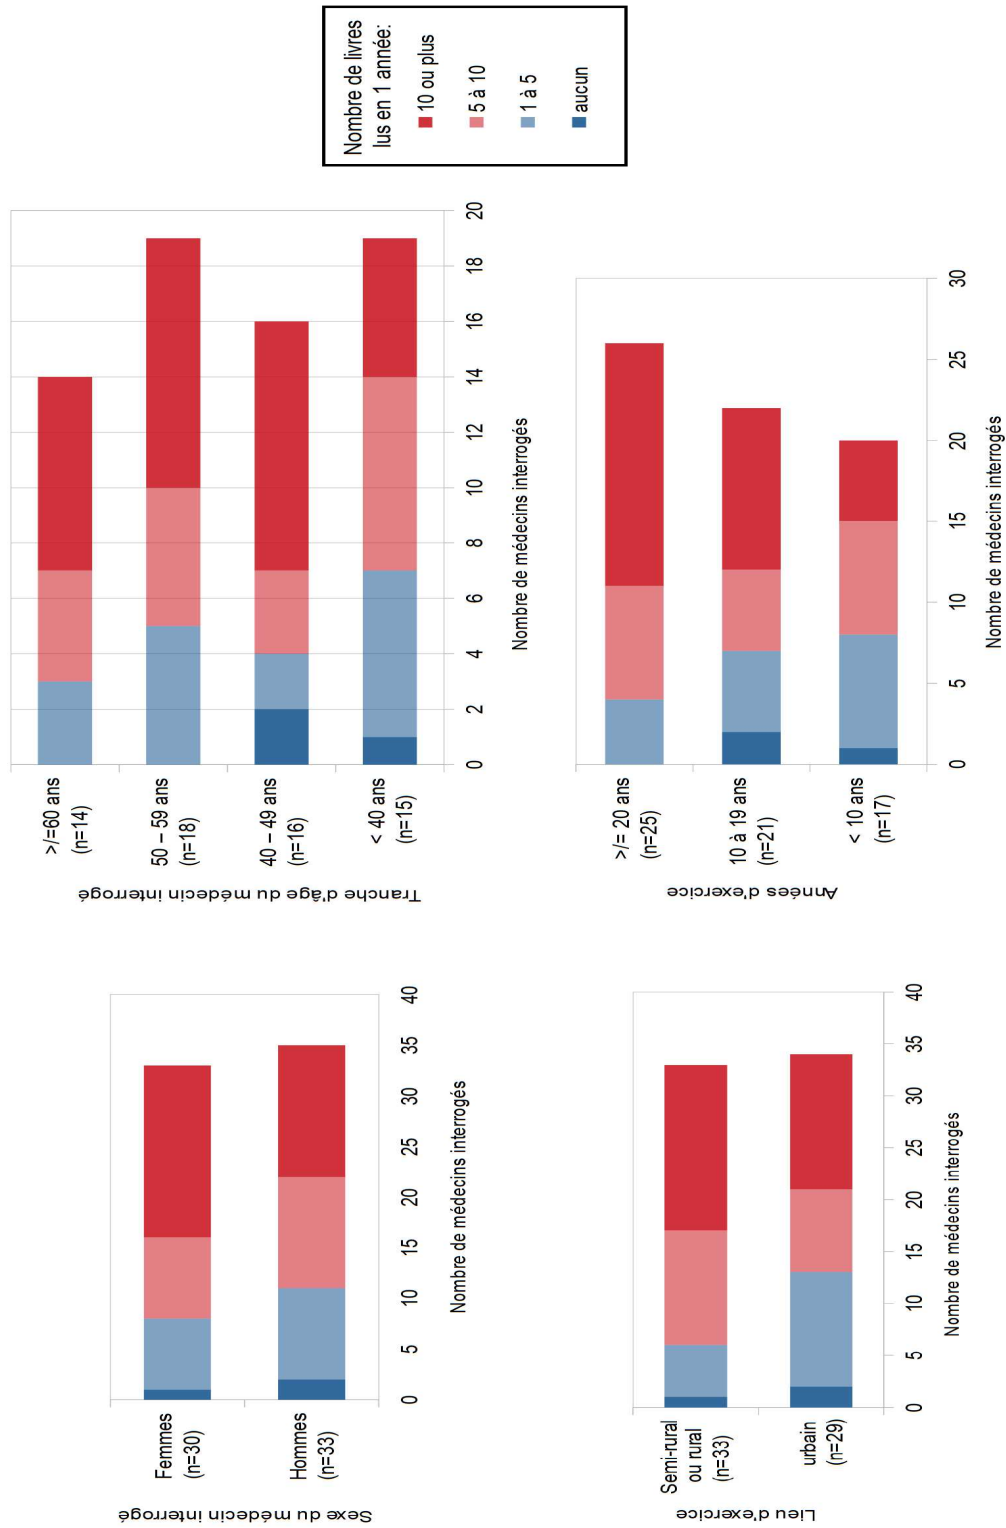 Nombre de livres
lus en 1 année:
10 ou plus
5 à 10
1 à 5
aucun
Sexe du médecin interrogé
Femmes
(n=30)
Hommes
(n=33)
0
5
10
15
20
25
30
35
40
Nombre de médecins interrogés
Tranche d'âge du médecin interrogé
>/=60 ans
(n=14)
50 – 59 ans
(n=18)
40 – 49 ans
(n=16)
< 40 ans
(n=15)
0
2
4
6
8
10
12
14
16
18
20
Nombre de médecins interrogés
Lieu d'exercice
Semi-rural
ou rural
(n=33)
urbain
(n=29)
0
5
10
15
20
25
30
35
40
Nombre de médecins interrogés
Années d'exercice
>/= 20 ans
(n=25)
10 à 19 ans
(n=21)
< 10 ans
(n=17)
0
5
10
15
20
25
30
Nombre de médecins interrogés